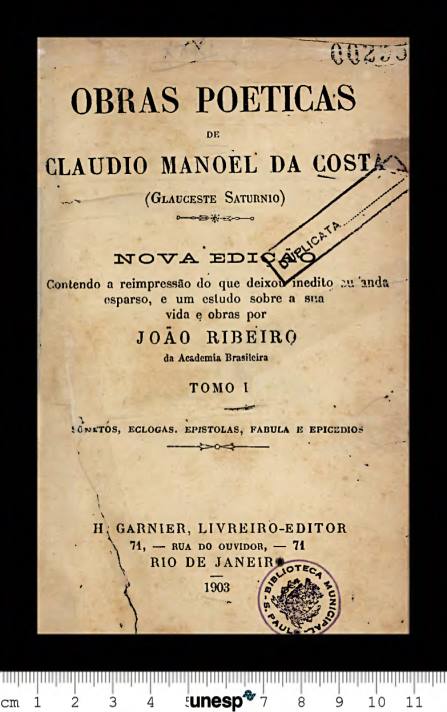 OBRAS POETICAS
DE
CLAUDIO MANOEL DA COSTA
(GLAUCESTE SATURNIO)
NOVA EDIÇÃO
DUPLICATA
Contendo a reimpressão do que deixou inedito ou anda
esparso, e um estudo sobre a sua
vida e obras por
JOÃO RIBEIRO
da Academia Brasileira
TOMO I
SONETOS, ECLOGAS. EPISTOLAS, FABULA E EPICEDIOS
H. GARNIER, LIVREIRO-EDITOR
71, — RUA DO OUVIDOR, — 71
RIO DE JANEIRO
1903
BIBLIOTECA MUNICIPAL
S. PAULO
cm 1 2 3 4 5 unesp 7 8 9 10 11